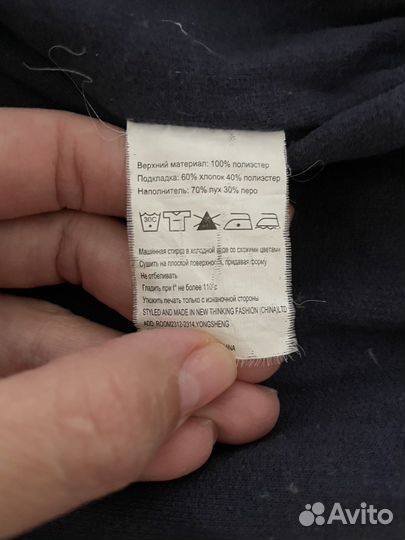 Верхний материал: 100% полиэстер
Подкладка: 60% хлопок 40% полиэстер
Наполнитель: 70% пух 30% перо
30C
Машинная стирка в холодной воде со схожими цветами
Сушить на плоской поверхности, придавая форму
Не отбеливать
Гладить при t° не более 110°с
Утюжить печатью только с изнаночной стороны
STYLED AND MADE IN NEW THINKING FASHION (CHINA) LTD
ADD: ROOM2312-2314, YONGSHENG
Avito